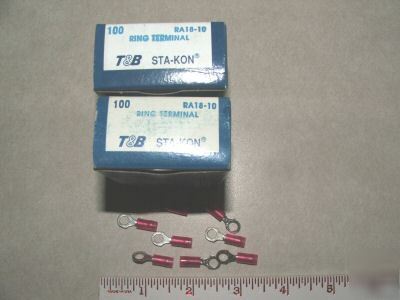 100 RA18-10
RING TERMINAL
T&B STA-KON®
100 RA18-10
RING TERMINAL
T&B STA-KON®
1 2 3 4 5